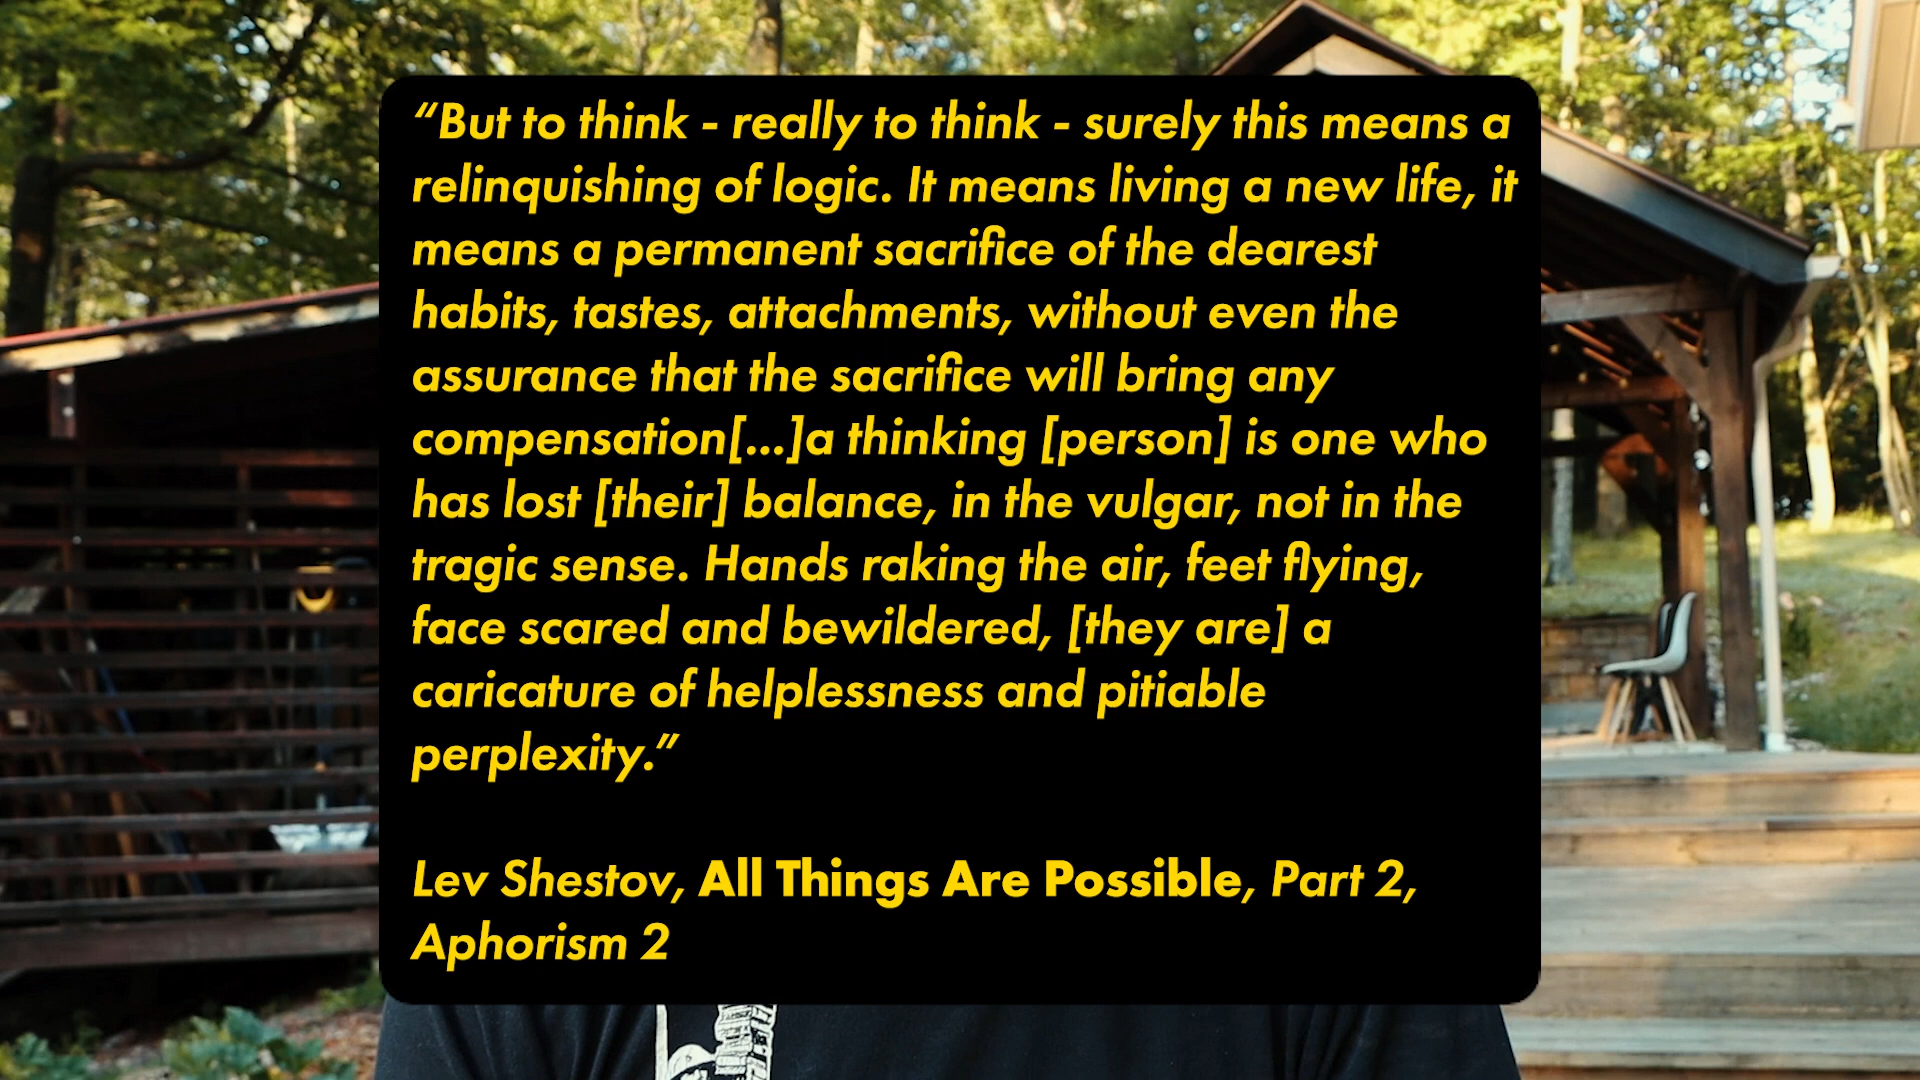 “But to think - really to think - surely this means a
relinquishing of logic. It means living a new life, it
means a permanent sacrifice of the dearest
habits, tastes, attachments, without even the
assurance that the sacrifice will bring any
compensation[...]a thinking [person] is one who
has lost [their] balance, in the vulgar, not in the
tragic sense. Hands raking the air, feet flying,
face scared and bewildered, [they are] a
caricature of helplessness and pitiable
perplexity.”
Lev Shestov, All Things Are Possible, Part 2,
Aphorism 2